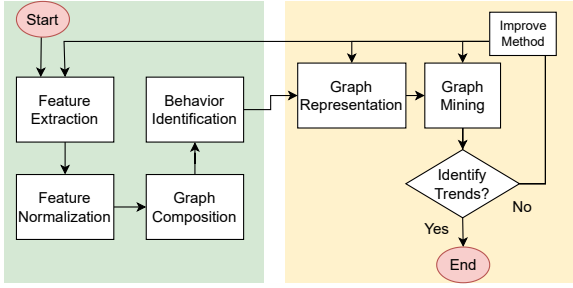 Start
Improve
Method
Feature
Extraction
Behavior
Identification
Graph
Representation
Graph
Mining
Feature
Normalization
Graph
Composition
Identify
Trends?
No
Yes
End